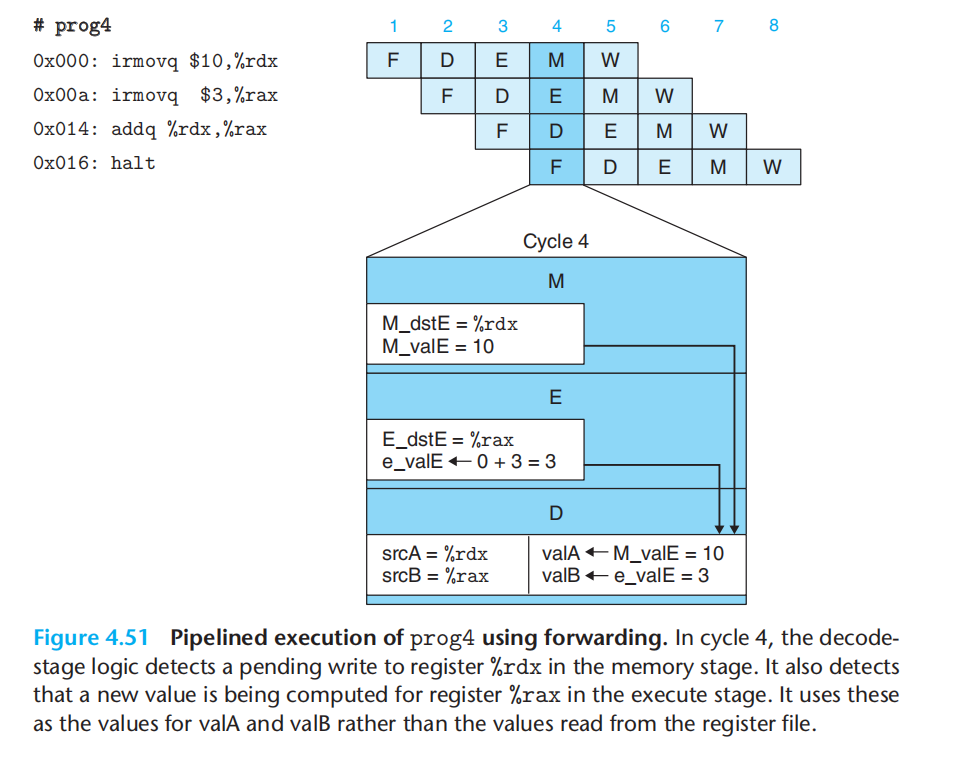 # prog4
1 2 3 4 5 6 7 8
0x000: irmovq $10,%rdx F D E M W
0x00a: irmovq $3,%rax F D E M W
0x014: addq %rdx,%rax F D E M W
0x016: halt F D E M W
Cycle 4
M
M_dstE = %rdx
M_valE = 10
E
E_dstE = %rax
e_valE ← 0 + 3 = 3
D
srcA = %rdx valA ← M_valE = 10
srcB = %rax valB ← e_valE = 3
Figure 4.51 Pipelined execution of prog4 using forwarding. In cycle 4, the decode-
stage logic detects a pending write to register %rdx in the memory stage. It also detects
that a new value is being computed for register %rax in the execute stage. It uses these
as the values for valA and valB rather than the values read from the register file.